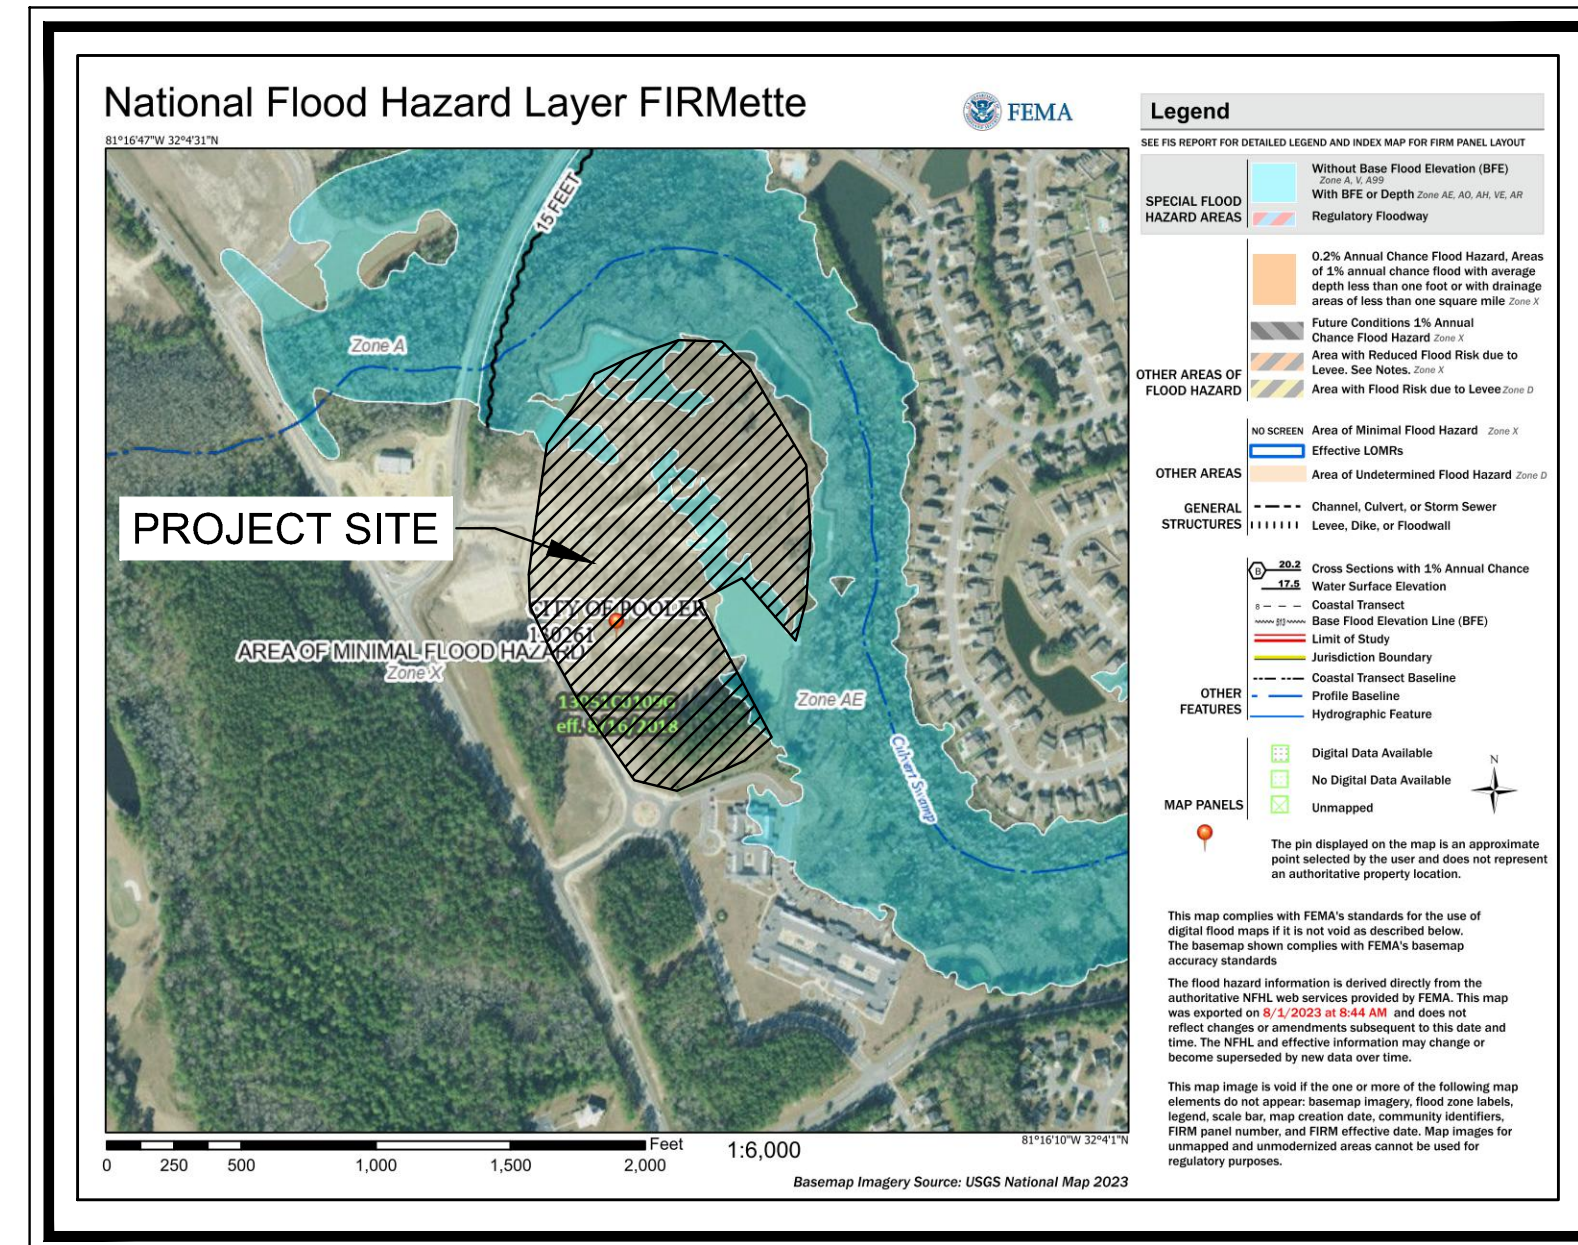 National Flood Hazard Layer FIRMette
FEMA
81°16'47"W 32°4'31"N
15 FEET
Zone A
PROJECT SITE
CITY OF POOLER
130261
AREA OF MINIMAL FLOOD HAZARD
Zone X
eff. 8/16/2018
Zone AE
Culvert Swamp
Feet
1:6,000
81°16'10"W 32°4'1"N
0 250 500 1,000 1,500 2,000
Basemap Imagery Source: USGS National Map 2023
Legend
SEE FIS REPORT FOR DETAILED LEGEND AND INDEX MAP FOR FIRM PANEL LAYOUT
SPECIAL FLOOD
HAZARD AREAS
Without Base Flood Elevation (BFE)
Zone A, V, A99
With BFE or Depth Zone AE, AO, AH, VE, AR
Regulatory Floodway
OTHER AREAS OF
FLOOD HAZARD
0.2% Annual Chance Flood Hazard, Areas
of 1% annual chance flood with average
depth less than one foot or with drainage
areas of less than one square mile Zone X
Future Conditions 1% Annual
Chance Flood Hazard Zone X
Area with Reduced Flood Risk due to
Levee. See Notes. Zone X
Area with Flood Risk due to Levee Zone D
OTHER AREAS
NO SCREEN Area of Minimal Flood Hazard Zone X
Effective LOMRs
Area of Undetermined Flood Hazard Zone D
GENERAL
STRUCTURES
Channel, Culvert, or Storm Sewer
Levee, Dike, or Floodwall
OTHER
FEATURES
B 20.2 Cross Sections with 1% Annual Chance
17.5 Water Surface Elevation
8 Coastal Transect
513 Base Flood Elevation Line (BFE)
Limit of Study
Jurisdiction Boundary
Coastal Transect Baseline
Profile Baseline
Hydrographic Feature
MAP PANELS
Digital Data Available
No Digital Data Available
Unmapped
N
The pin displayed on the map is an approximate
point selected by the user and does not represent
an authoritative property location.
This map complies with FEMA's standards for the use of
digital flood maps if it is not void as described below.
The basemap shown complies with FEMA's basemap
accuracy standards
The flood hazard information is derived directly from the
authoritative NFHL web services provided by FEMA. This map
was exported on 8/1/2023 at 8:44 AM and does not
reflect changes or amendments subsequent to this date and
time. The NFHL and effective information may change or
become superseded by new data over time.
This map image is void if the one or more of the following map
elements do not appear: basemap imagery, flood zone labels,
legend, scale bar, map creation date, community identifiers,
FIRM panel number, and FIRM effective date. Map images for
unmapped and unmodernized areas cannot be used for
regulatory purposes.